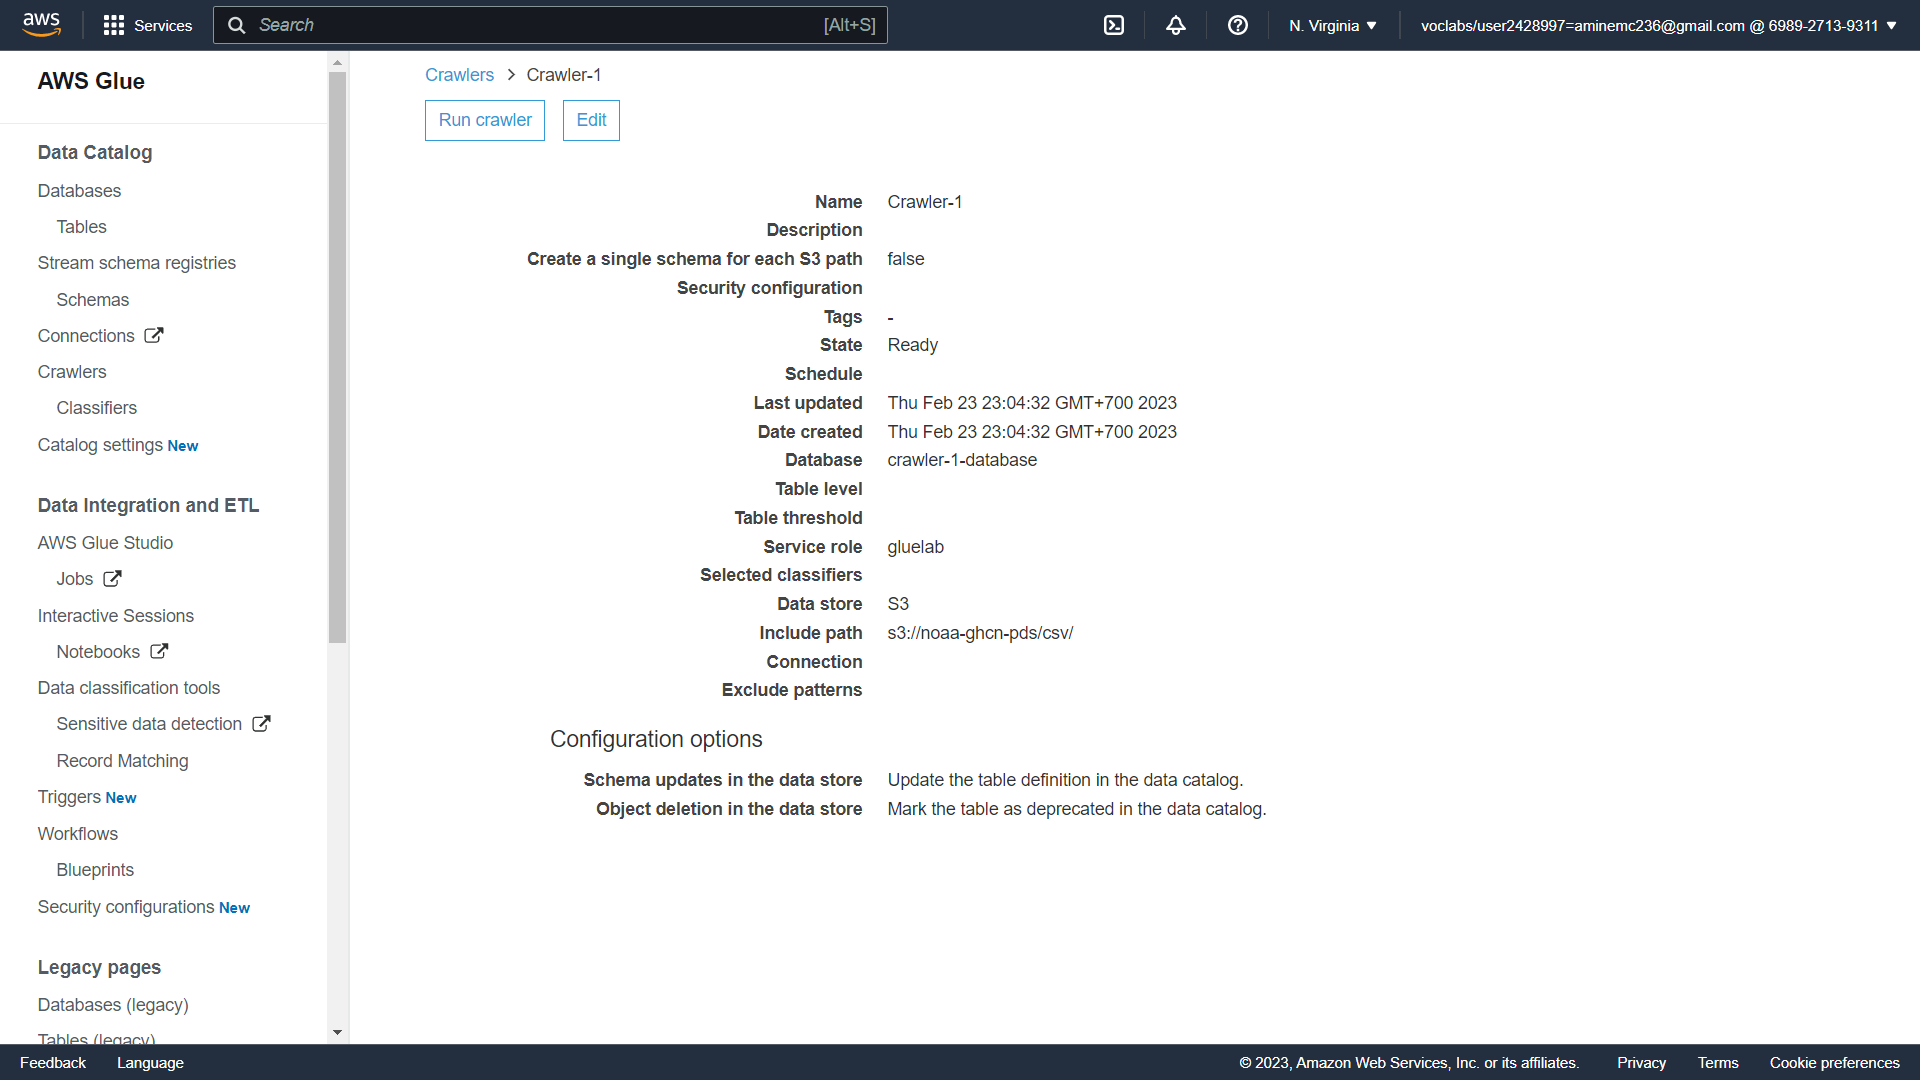 aws
Services
Search
[Alt+S]
N. Virginia
voclabs/user2428997=aminemc236@gmail.com @ 6989-2713-9311
AWS Glue
Data Catalog
Databases
Tables
Stream schema registries
Schemas
Connections
Crawlers
Classifiers
Catalog settings New
Data Integration and ETL
AWS Glue Studio
Jobs
Interactive Sessions
Notebooks
Data classification tools
Sensitive data detection
Record Matching
Triggers New
Workflows
Blueprints
Security configurations New
Legacy pages
Databases (legacy)
Tables (legacy)
Crawlers > Crawler-1
Run crawler
Edit
Name Crawler-1
Description
Create a single schema for each S3 path false
Security configuration
Tags -
State Ready
Schedule
Last updated Thu Feb 23 23:04:32 GMT+700 2023
Date created Thu Feb 23 23:04:32 GMT+700 2023
Database crawler-1-database
Table level
Table threshold
Service role gluelab
Selected classifiers
Data store S3
Include path s3://noaa-ghcn-pds/csv/
Connection
Exclude patterns
Configuration options
Schema updates in the data store Update the table definition in the data catalog.
Object deletion in the data store Mark the table as deprecated in the data catalog.
Feedback
Language
© 2023, Amazon Web Services, Inc. or its affiliates.
Privacy
Terms
Cookie preferences